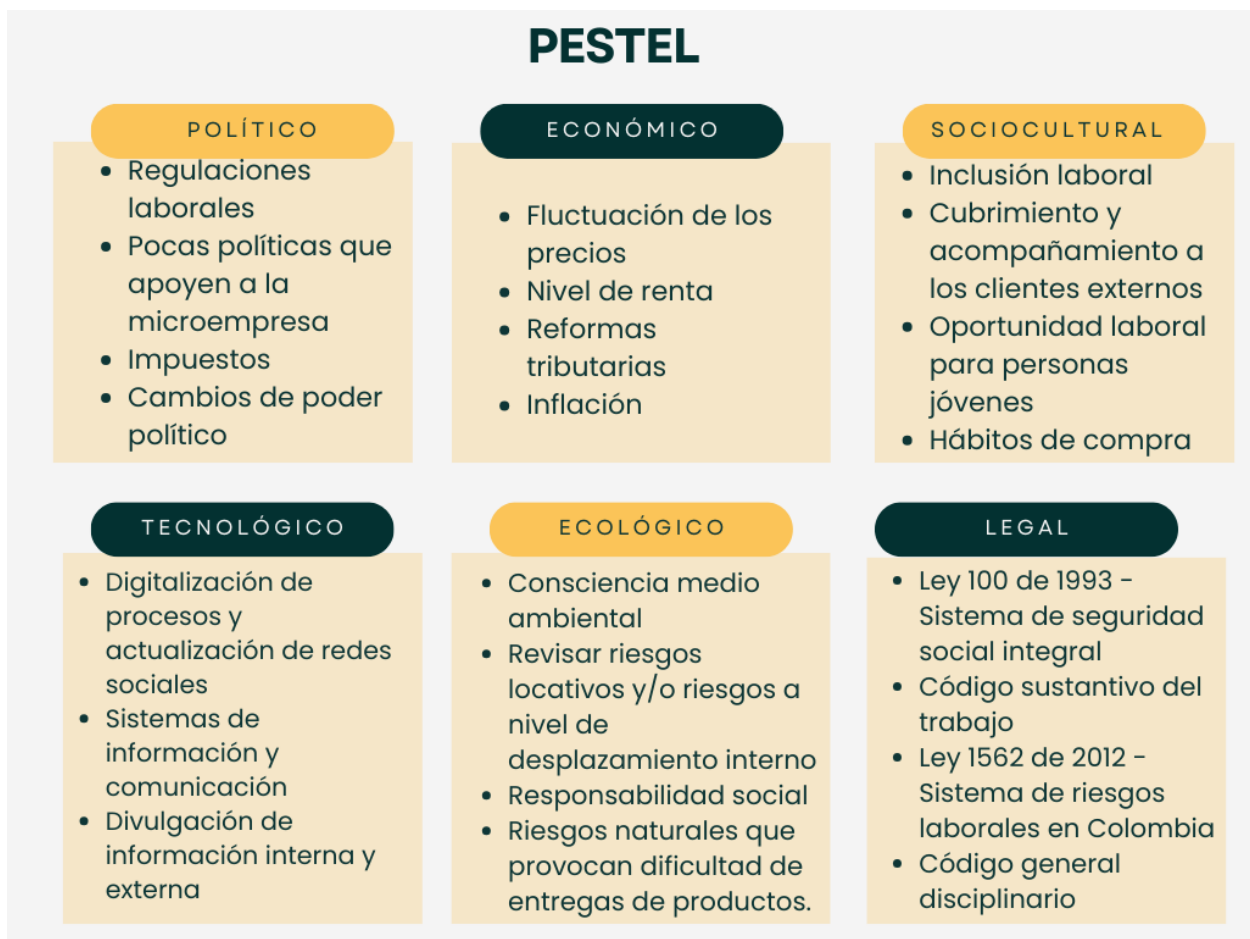 PESTEL
POLÍTICO
• Regulaciones
laborales
• Pocas políticas que
apoyen a la
microempresa
• Impuestos
• Cambios de poder
político
ECONÓMICO
• Fluctuación de los
precios
• Nivel de renta
• Reformas
tributarias
• Inflación
SOCIOCULTURAL
• Inclusión laboral
• Cubrimiento y
acompañamiento a
los clientes externos
• Oportunidad laboral
para personas
jóvenes
• Hábitos de compra
TECNOLÓGICO
• Digitalización de
procesos y
actualización de redes
sociales
• Sistemas de
información y
comunicación
• Divulgación de
información interna y
externa
ECOLÓGICO
• Consciencia medio
ambiental
• Revisar riesgos
locativos y/o riesgos a
nivel de
desplazamiento interno
• Responsabilidad social
• Riesgos naturales que
provocan dificultad de
entregas de productos.
LEGAL
• Ley 100 de 1993 -
Sistema de seguridad
social integral
• Código sustantivo del
trabajo
• Ley 1562 de 2012 -
Sistema de riesgos
laborales en Colombia
• Código general
disciplinario